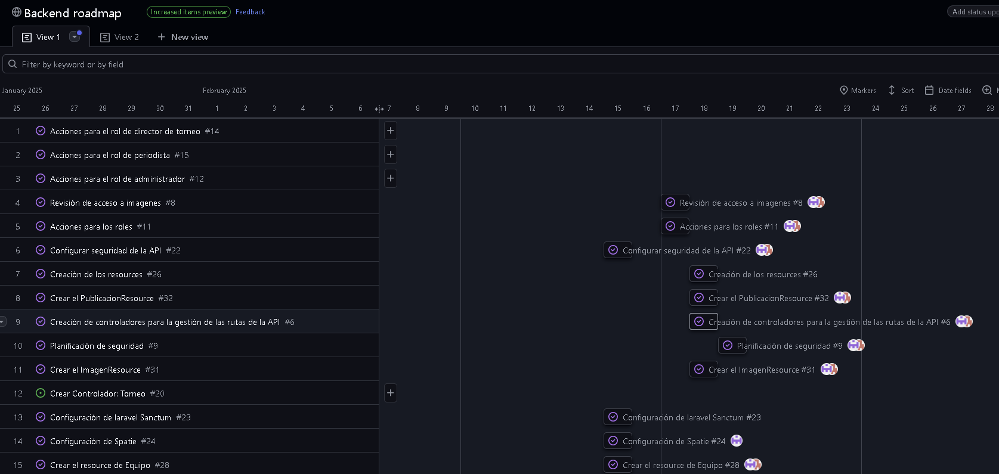 Backend roadmap Increased items preview Feedback Add status
View 1 View 2 New view
Filter by keyword or by field
January 2025 February 2025 Markers Sort Date fields
25 26 27 28 29 30 31 1 2 3 4 5 6 7 8 9 10 11 12 13 14 15 16 17 18 19 20 21 22 23 24 25 26 27 28
1 Acciones para el rol de director de torneo #14
2 Acciones para el rol de periodista #15
3 Acciones para el rol de administrador #12
4 Revisión de acceso a imagenes #8 Revisión de acceso a imagenes #8
5 Acciones para los roles #11 Acciones para los roles #11
6 Configurar seguridad de la API #22 Configurar seguridad de la API #22
7 Creación de los resources #26 Creación de los resources #26
8 Crear el PublicacionResource #32 Crear el PublicacionResource #32
9 Creación de controladores para la gestión de las rutas de la API #6 Creación de controladores para la gestión de las rutas de la API #6
10 Planificación de seguridad #9 Planificación de seguridad #9
11 Crear el ImagenResource #31 Crear el ImagenResource #31
12 Crear Controlador: Torneo #20
13 Configuración de laravel Sanctum #23 Configuración de laravel Sanctum #23
14 Configuración de Spatie #24 Configuración de Spatie #24
15 Crear el resource de Equipo #28 Crear el resource de Equipo #28